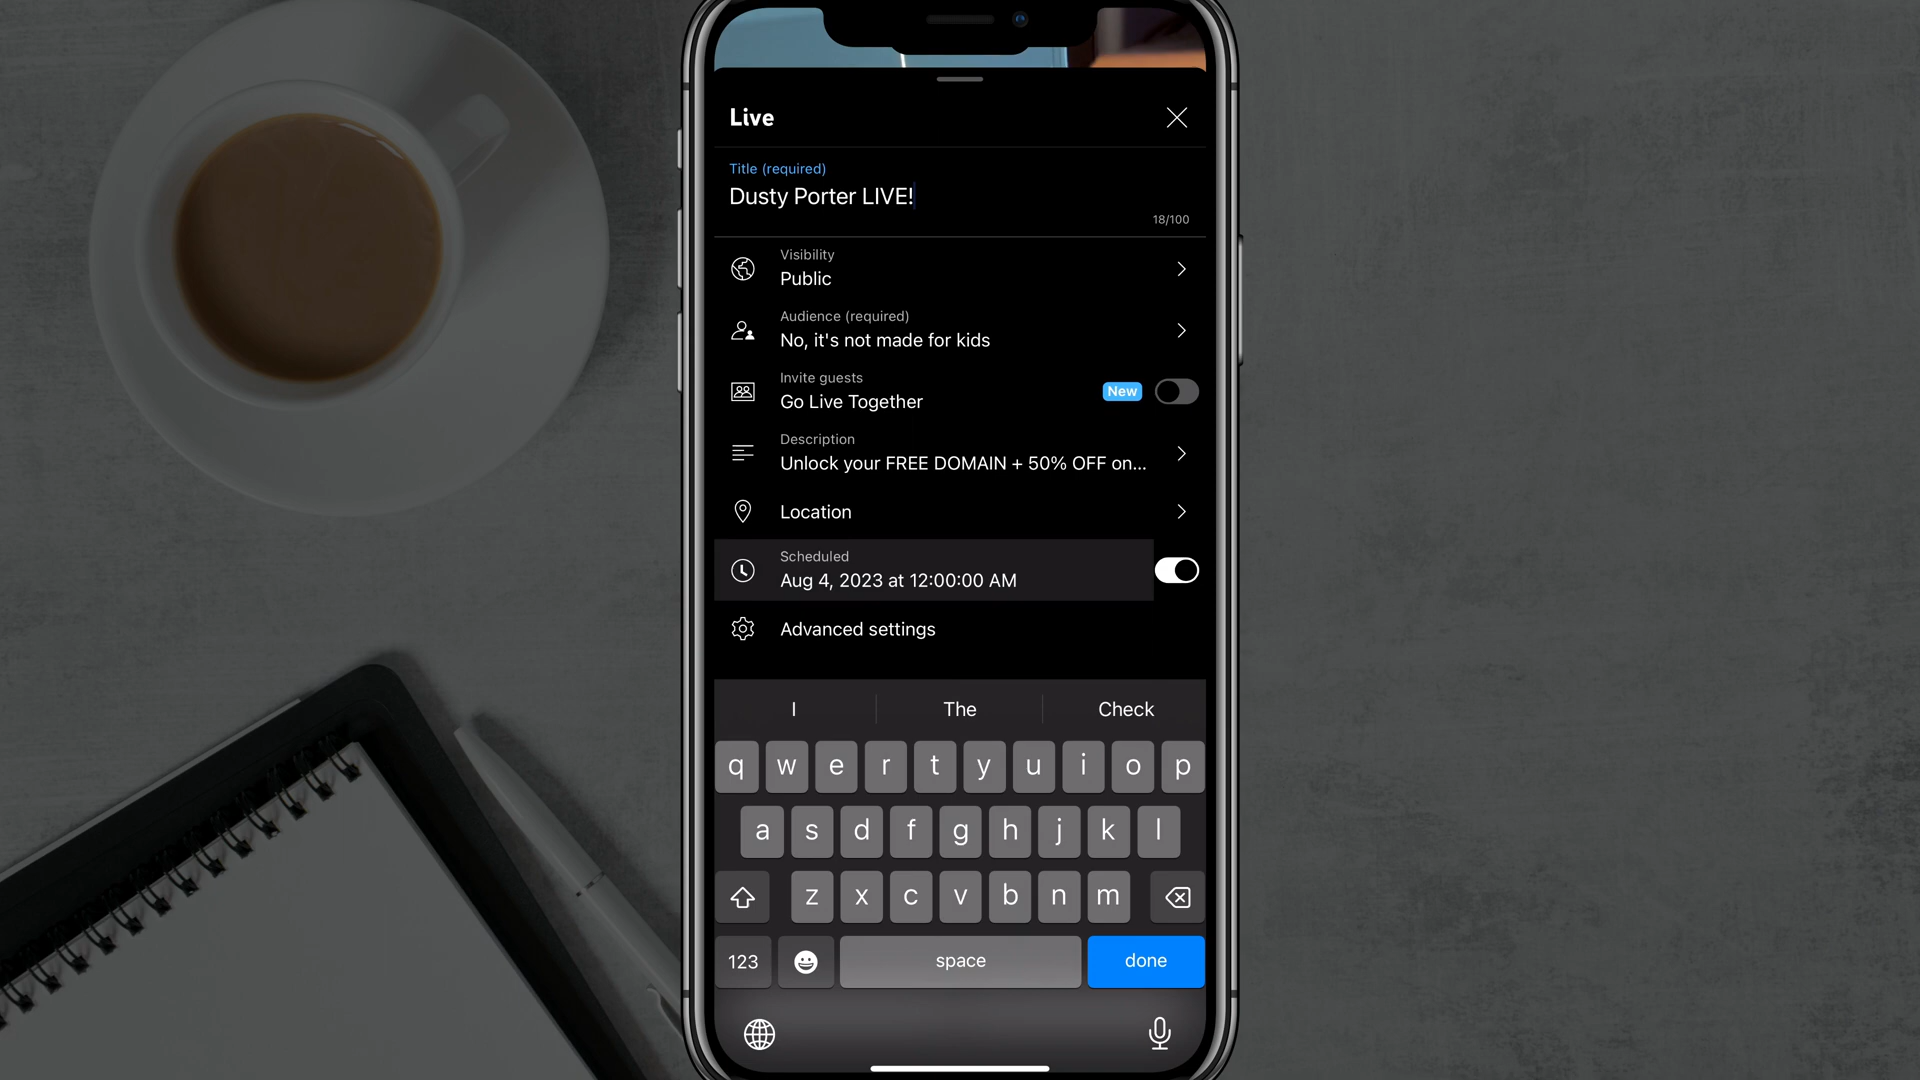 Live
Title (required)
Dusty Porter LIVE!
18/100
Visibility
Public
Audience (required)
No, it's not made for kids
Invite guests
Go Live Together
New
Description
Unlock your FREE DOMAIN + 50% OFF on...
Location
Scheduled
Aug 4, 2023 at 12:00:00 AM
Advanced settings
I The Check
q w e r t y u i o p
a s d f g h j k l
z x c v b n m
123 space done